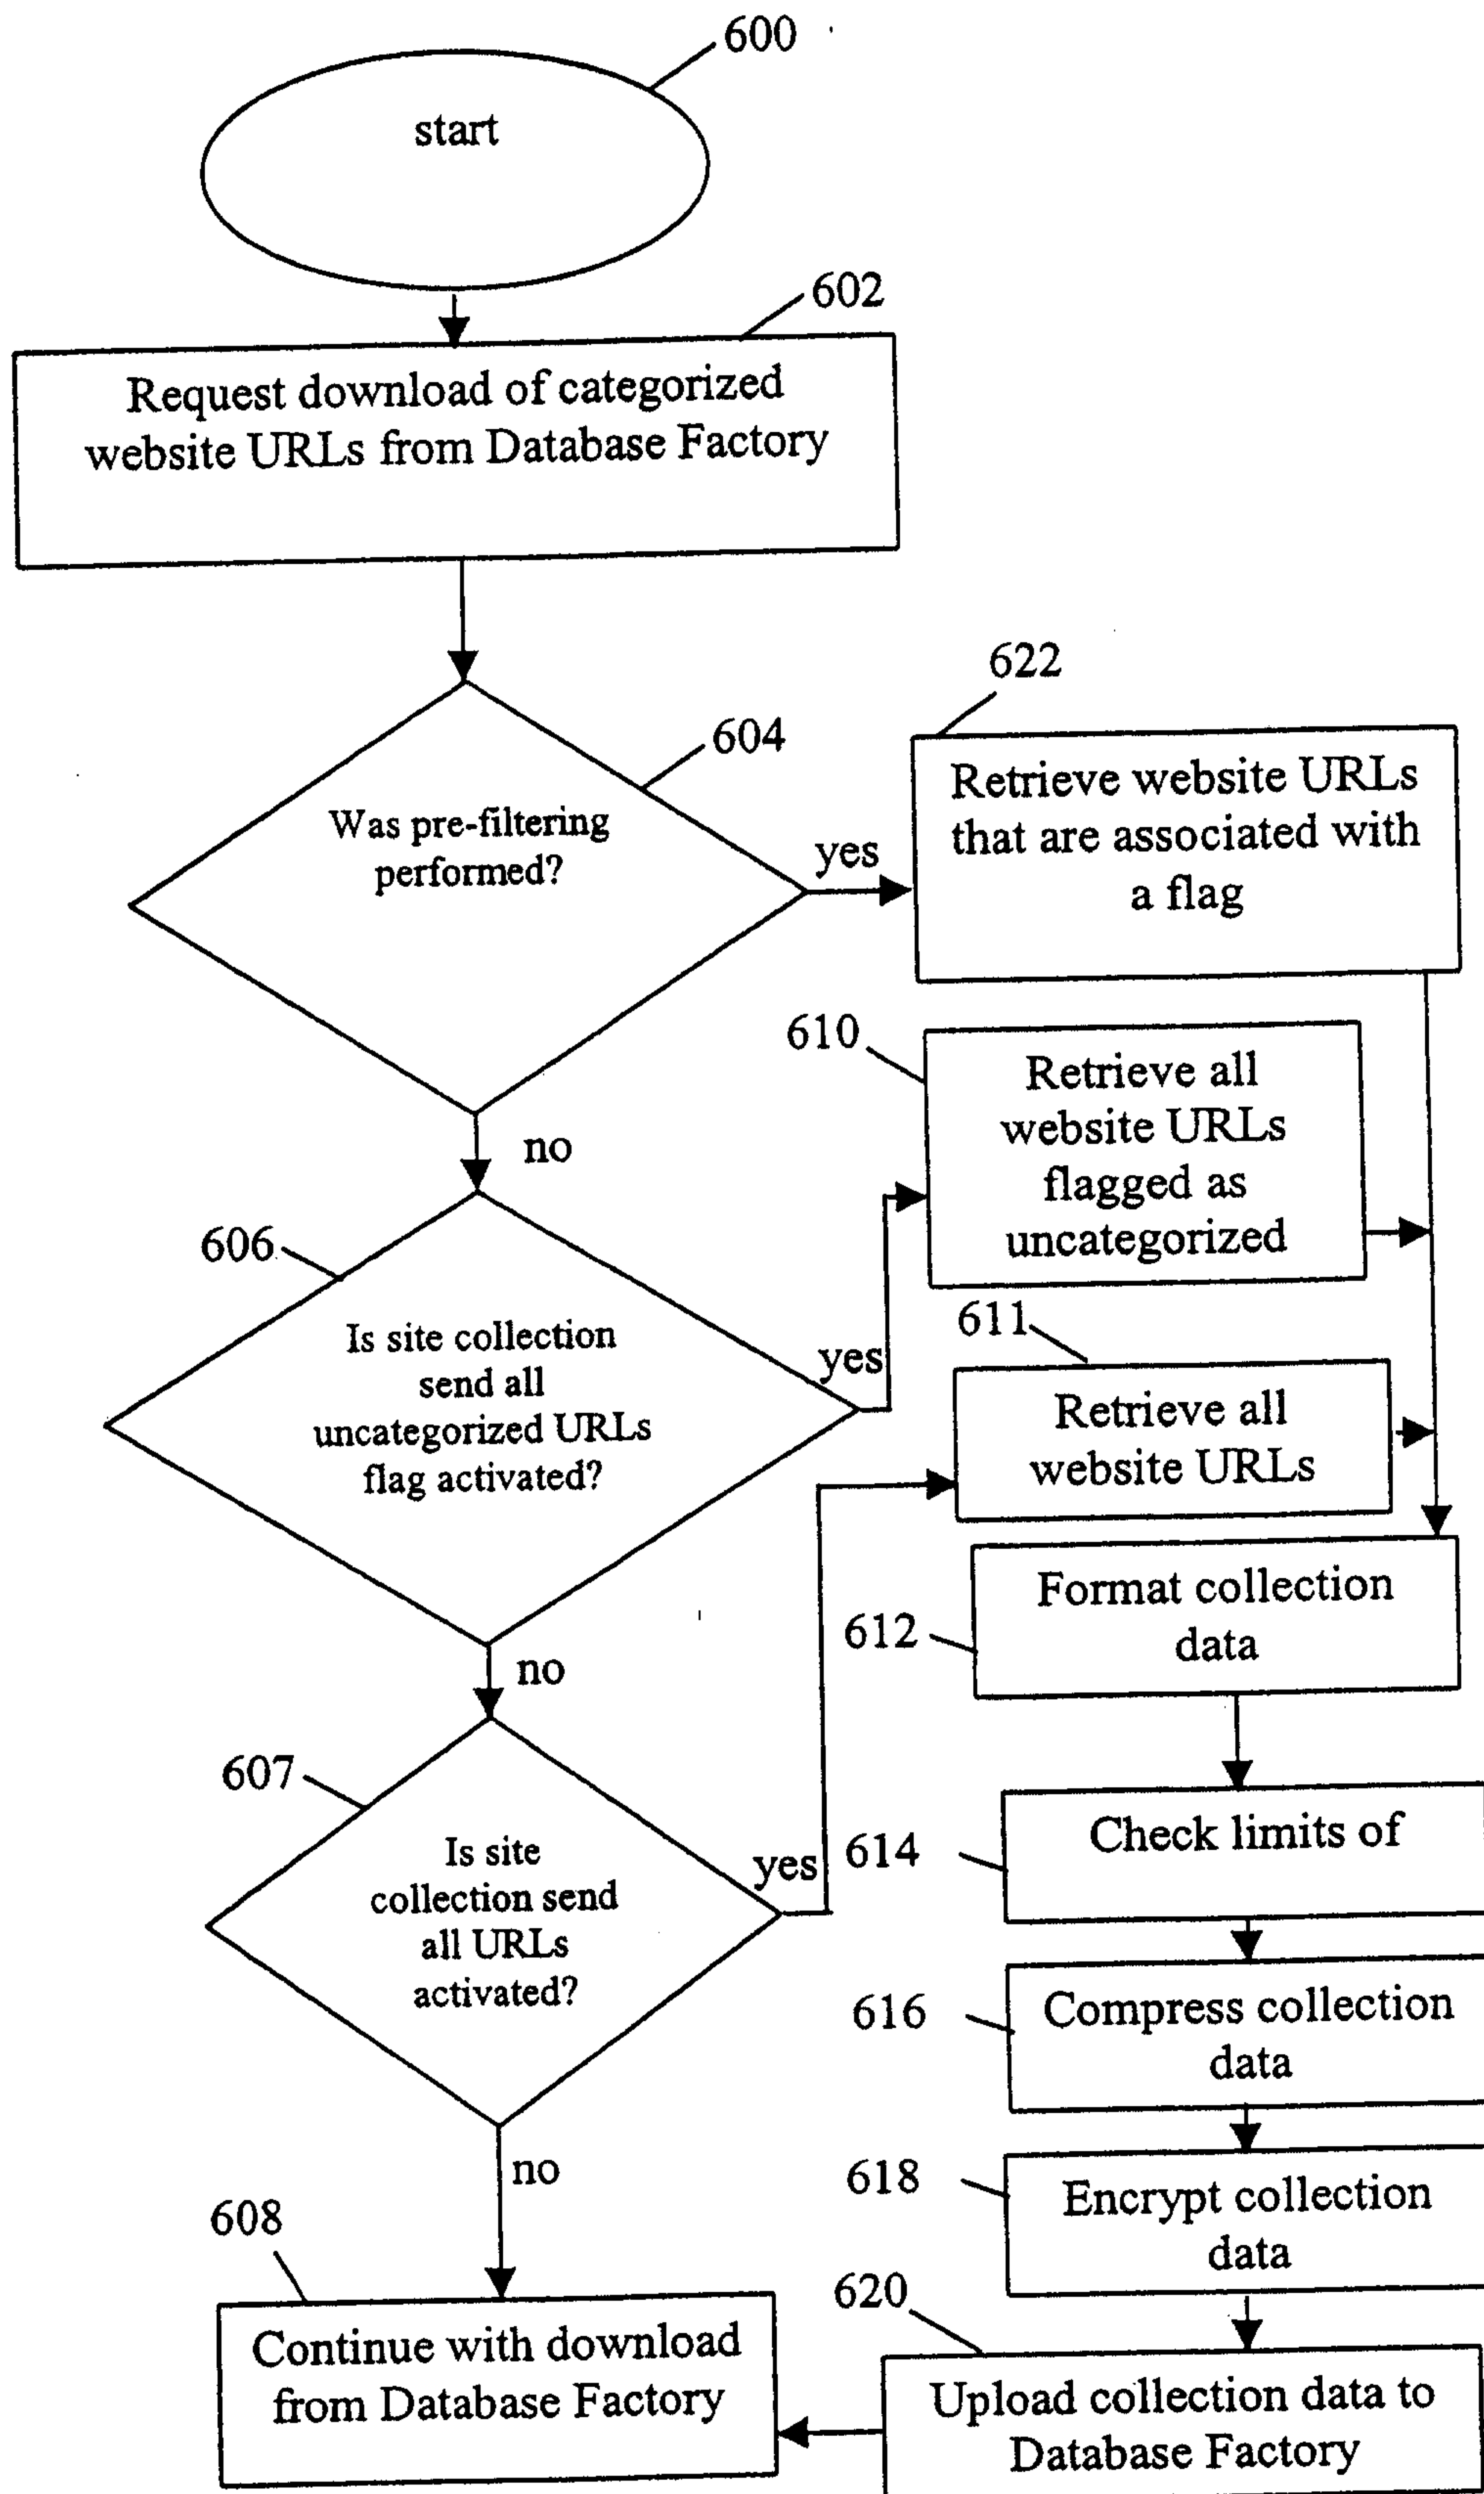 600
start
602
Request download of categorized
website URLs from Database Factory
622
604
Retrieve website URLs
that are associated with
a flag
Was pre-filtering
performed?
yes
610
Retrieve all
website URLs
flagged as
uncategorized
no
606
611
Is site collection
send all
uncategorized URLs
flag activated?
yes
Retrieve all
website URLs
612
Format collection
data
no
607
Is site
collection send
all URLs
activated?
yes
614
Check limits of
616
Compress collection
data
no
618
Encrypt collection
data
608
620
Continue with download
from Database Factory
Upload collection data to
Database Factory